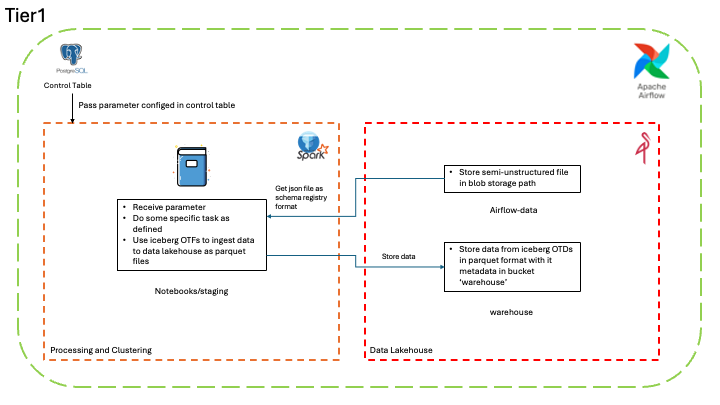 Tier1
PostgreSQL
Control Table
Pass parameter configed in control table
Apache
Airflow
Spark
Get json file as
schema registry
format
• Receive parameter
• Do some specific task as
defined
• Use iceberg OTFs to ingest data
to data lakehouse as parquet
files
Notebooks/staging
Processing and Clustering
• Store semi-unstructured file
in blob storage path
Airflow-data
Store data
• Store data from iceberg OTDs
in parquet format with it
metadata in bucket
‘warehouse’
warehouse
Data Lakehouse